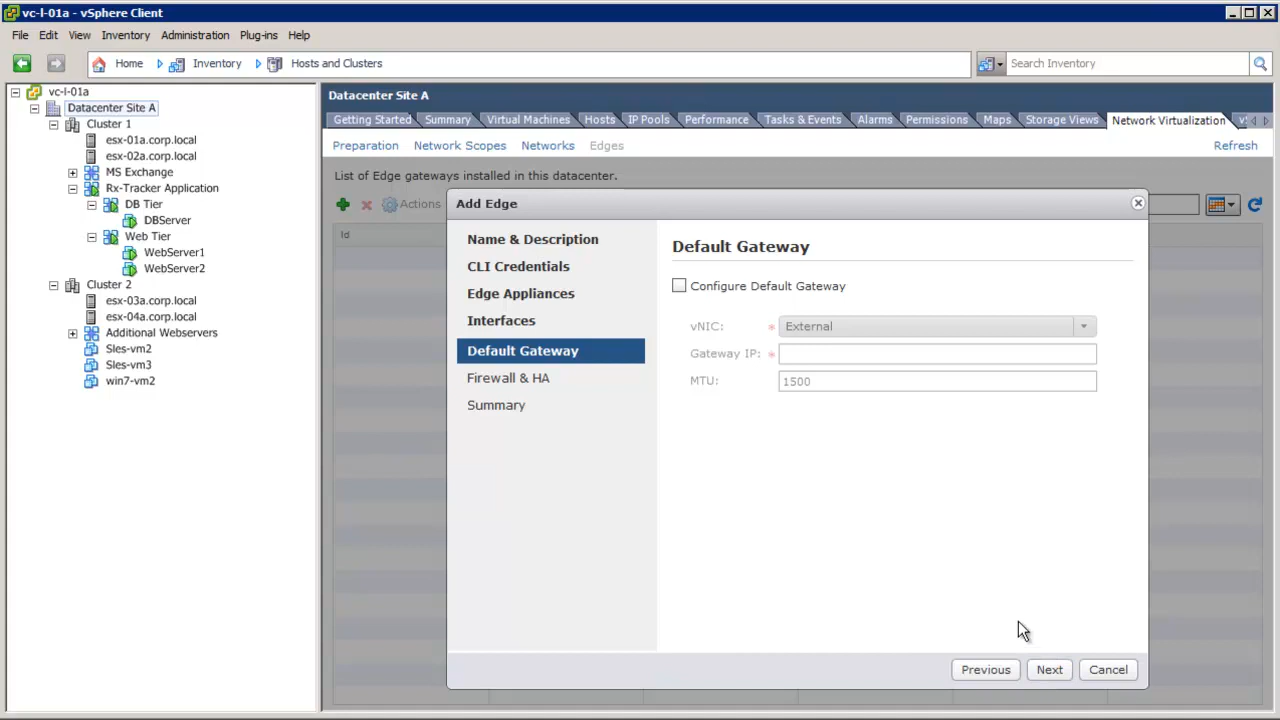 vc-l-01a - vSphere Client
File Edit View Inventory Administration Plug-ins Help
Home Inventory Hosts and Clusters Search Inventory
vc-l-01a
Datacenter Site A
Cluster 1
esx-01a.corp.local
esx-02a.corp.local
MS Exchange
Rx-Tracker Application
DB Tier
DBServer
Web Tier
WebServer1
WebServer2
Cluster 2
esx-03a.corp.local
esx-04a.corp.local
Additional Webservers
Sles-vm2
Sles-vm3
win7-vm2
Datacenter Site A
Getting Started Summary Virtual Machines Hosts IP Pools Performance Tasks & Events Alarms Permissions Maps Storage Views Network Virtualization
Preparation Network Scopes Networks Edges Refresh
List of Edge gateways installed in this datacenter.
Actions
Id
Add Edge
Name & Description
CLI Credentials
Edge Appliances
Interfaces
Default Gateway
Firewall & HA
Summary
Default Gateway
Configure Default Gateway
vNIC: * External
Gateway IP: *
MTU: 1500
Previous Next Cancel